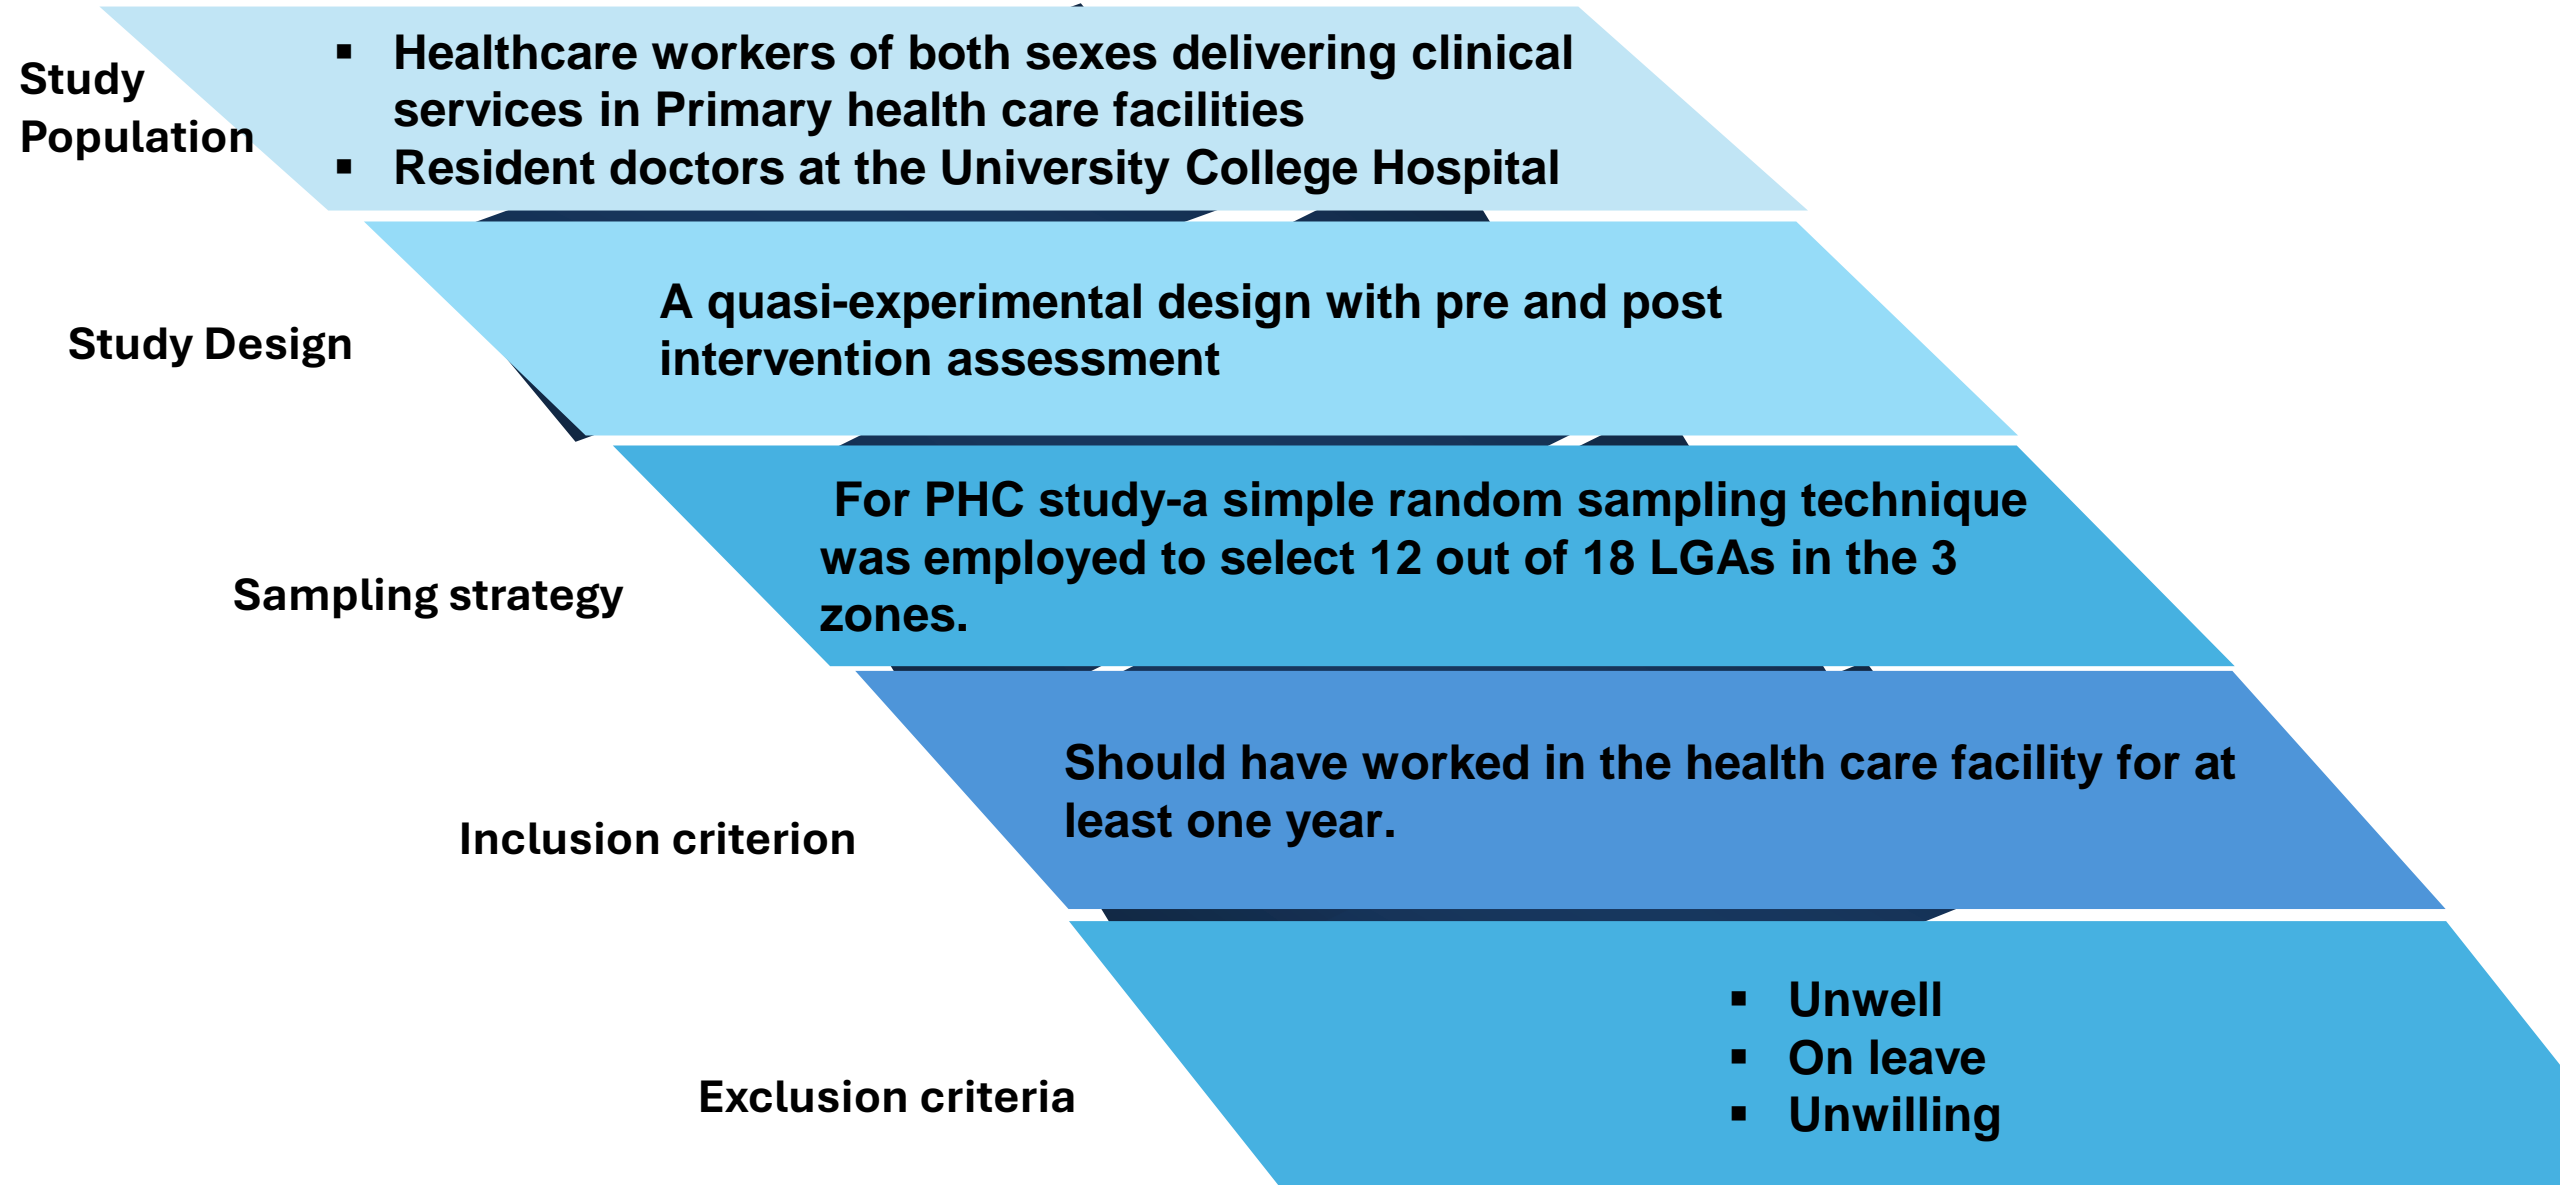 Study
Population
▪ Healthcare workers of both sexes delivering clinical
services in Primary health care facilities
▪ Resident doctors at the University College Hospital
Study Design
A quasi-experimental design with pre and post
intervention assessment
Sampling strategy
For PHC study-a simple random sampling technique
was employed to select 12 out of 18 LGAs in the 3
zones.
Inclusion criterion
Should have worked in the health care facility for at
least one year.
Exclusion criteria
▪ Unwell
▪ On leave
▪ Unwilling